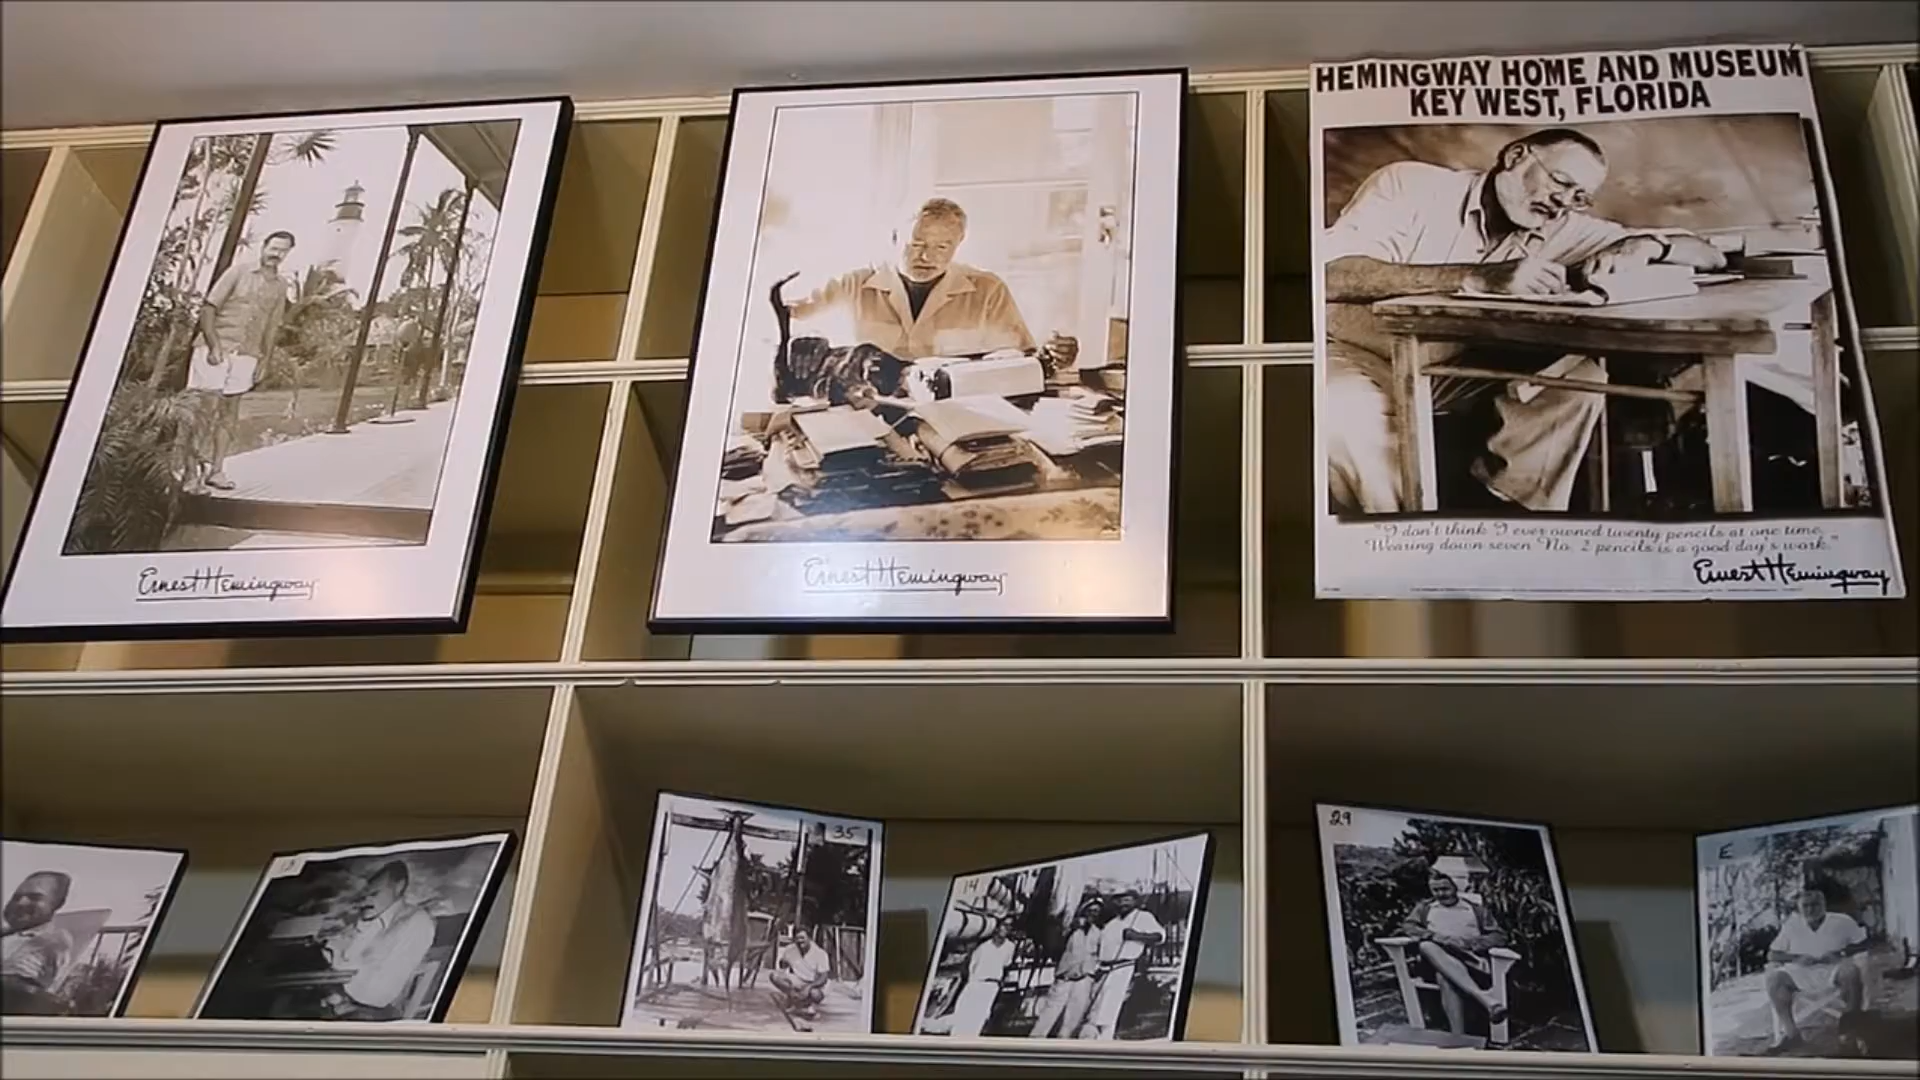 HEMINGWAY HOME AND MUSEUM
KEY WEST, FLORIDA
"I don't think I ever owned twenty pencils at one time.
Wearing down seven No. 2 pencils is a good day's work."
Ernest Hemingway
Ernest Hemingway
Ernest Hemingway
35
14
29
E